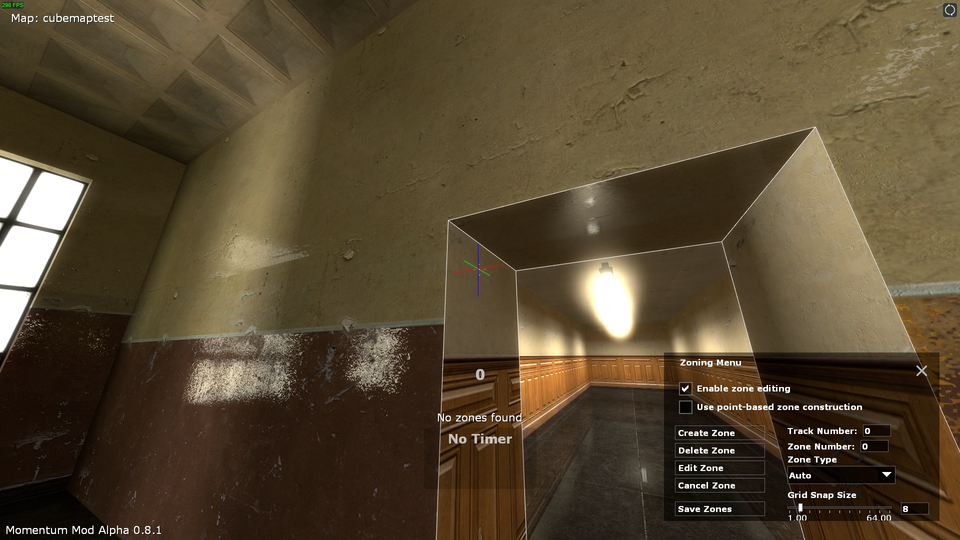 298 FPS
Map: cubemaptest
0
No zones found
No Timer
Zoning Menu
Enable zone editing
Use point-based zone construction
Create Zone
Delete Zone
Edit Zone
Cancel Zone
Save Zones
Track Number: 0
Zone Number: 0
Zone Type
Auto
Grid Snap Size
8
1.00 64.00
Momentum Mod Alpha 0.8.1